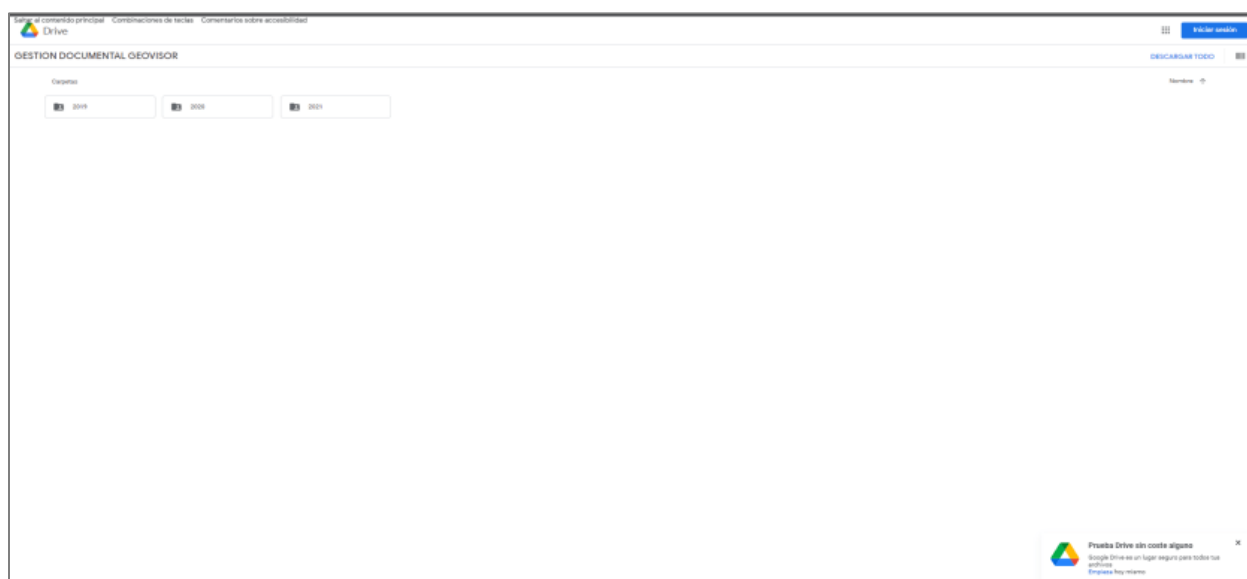 Saltar al contenido principal Combinaciones de teclas Comentarios sobre accesibilidad
Drive
Iniciar sesión
GESTION DOCUMENTAL GEOVISOR
DESCARGAR TODO
Carpetas
Nombre
2019
2020
2021
Prueba Drive sin coste alguno
Google Drive es un lugar seguro para todos tus
archivos
Empieza hoy mismo